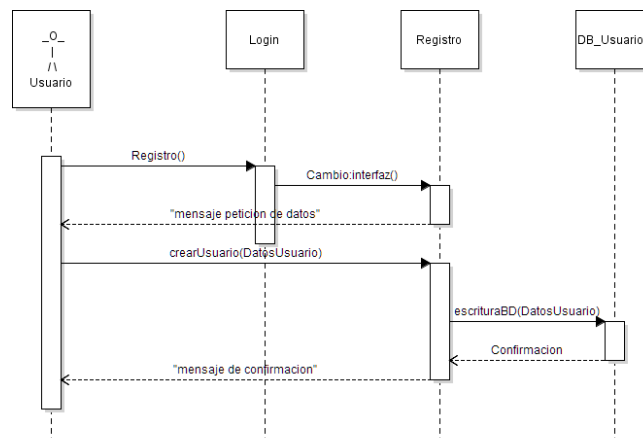 _O_
|
/\
Usuario
Login
Registro
DB_Usuario
Registro()
Cambio:interfaz()
"mensaje peticion de datos"
crearUsuario(DatosUsuario)
escrituraBD(DatosUsuario)
Confirmacion
"mensaje de confirmacion"